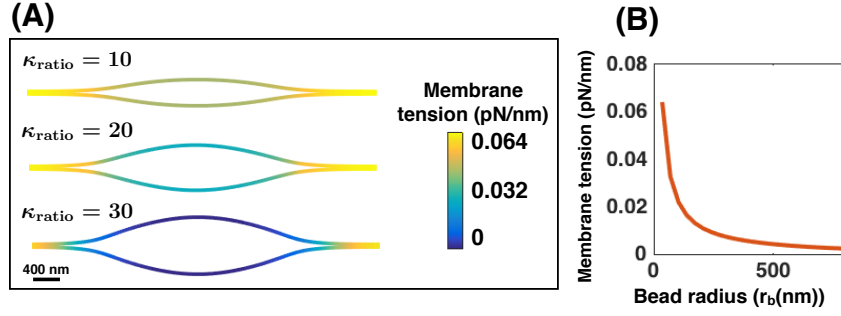 (A)
κratio = 10
κratio = 20
κratio = 30
400 nm
Membrane
tension (pN/nm)
0.064
0.032
0
(B)
Membrane tension (pN/nm)
0.08
0.06
0.04
0.02
0
0
500
Bead radius (rb(nm))